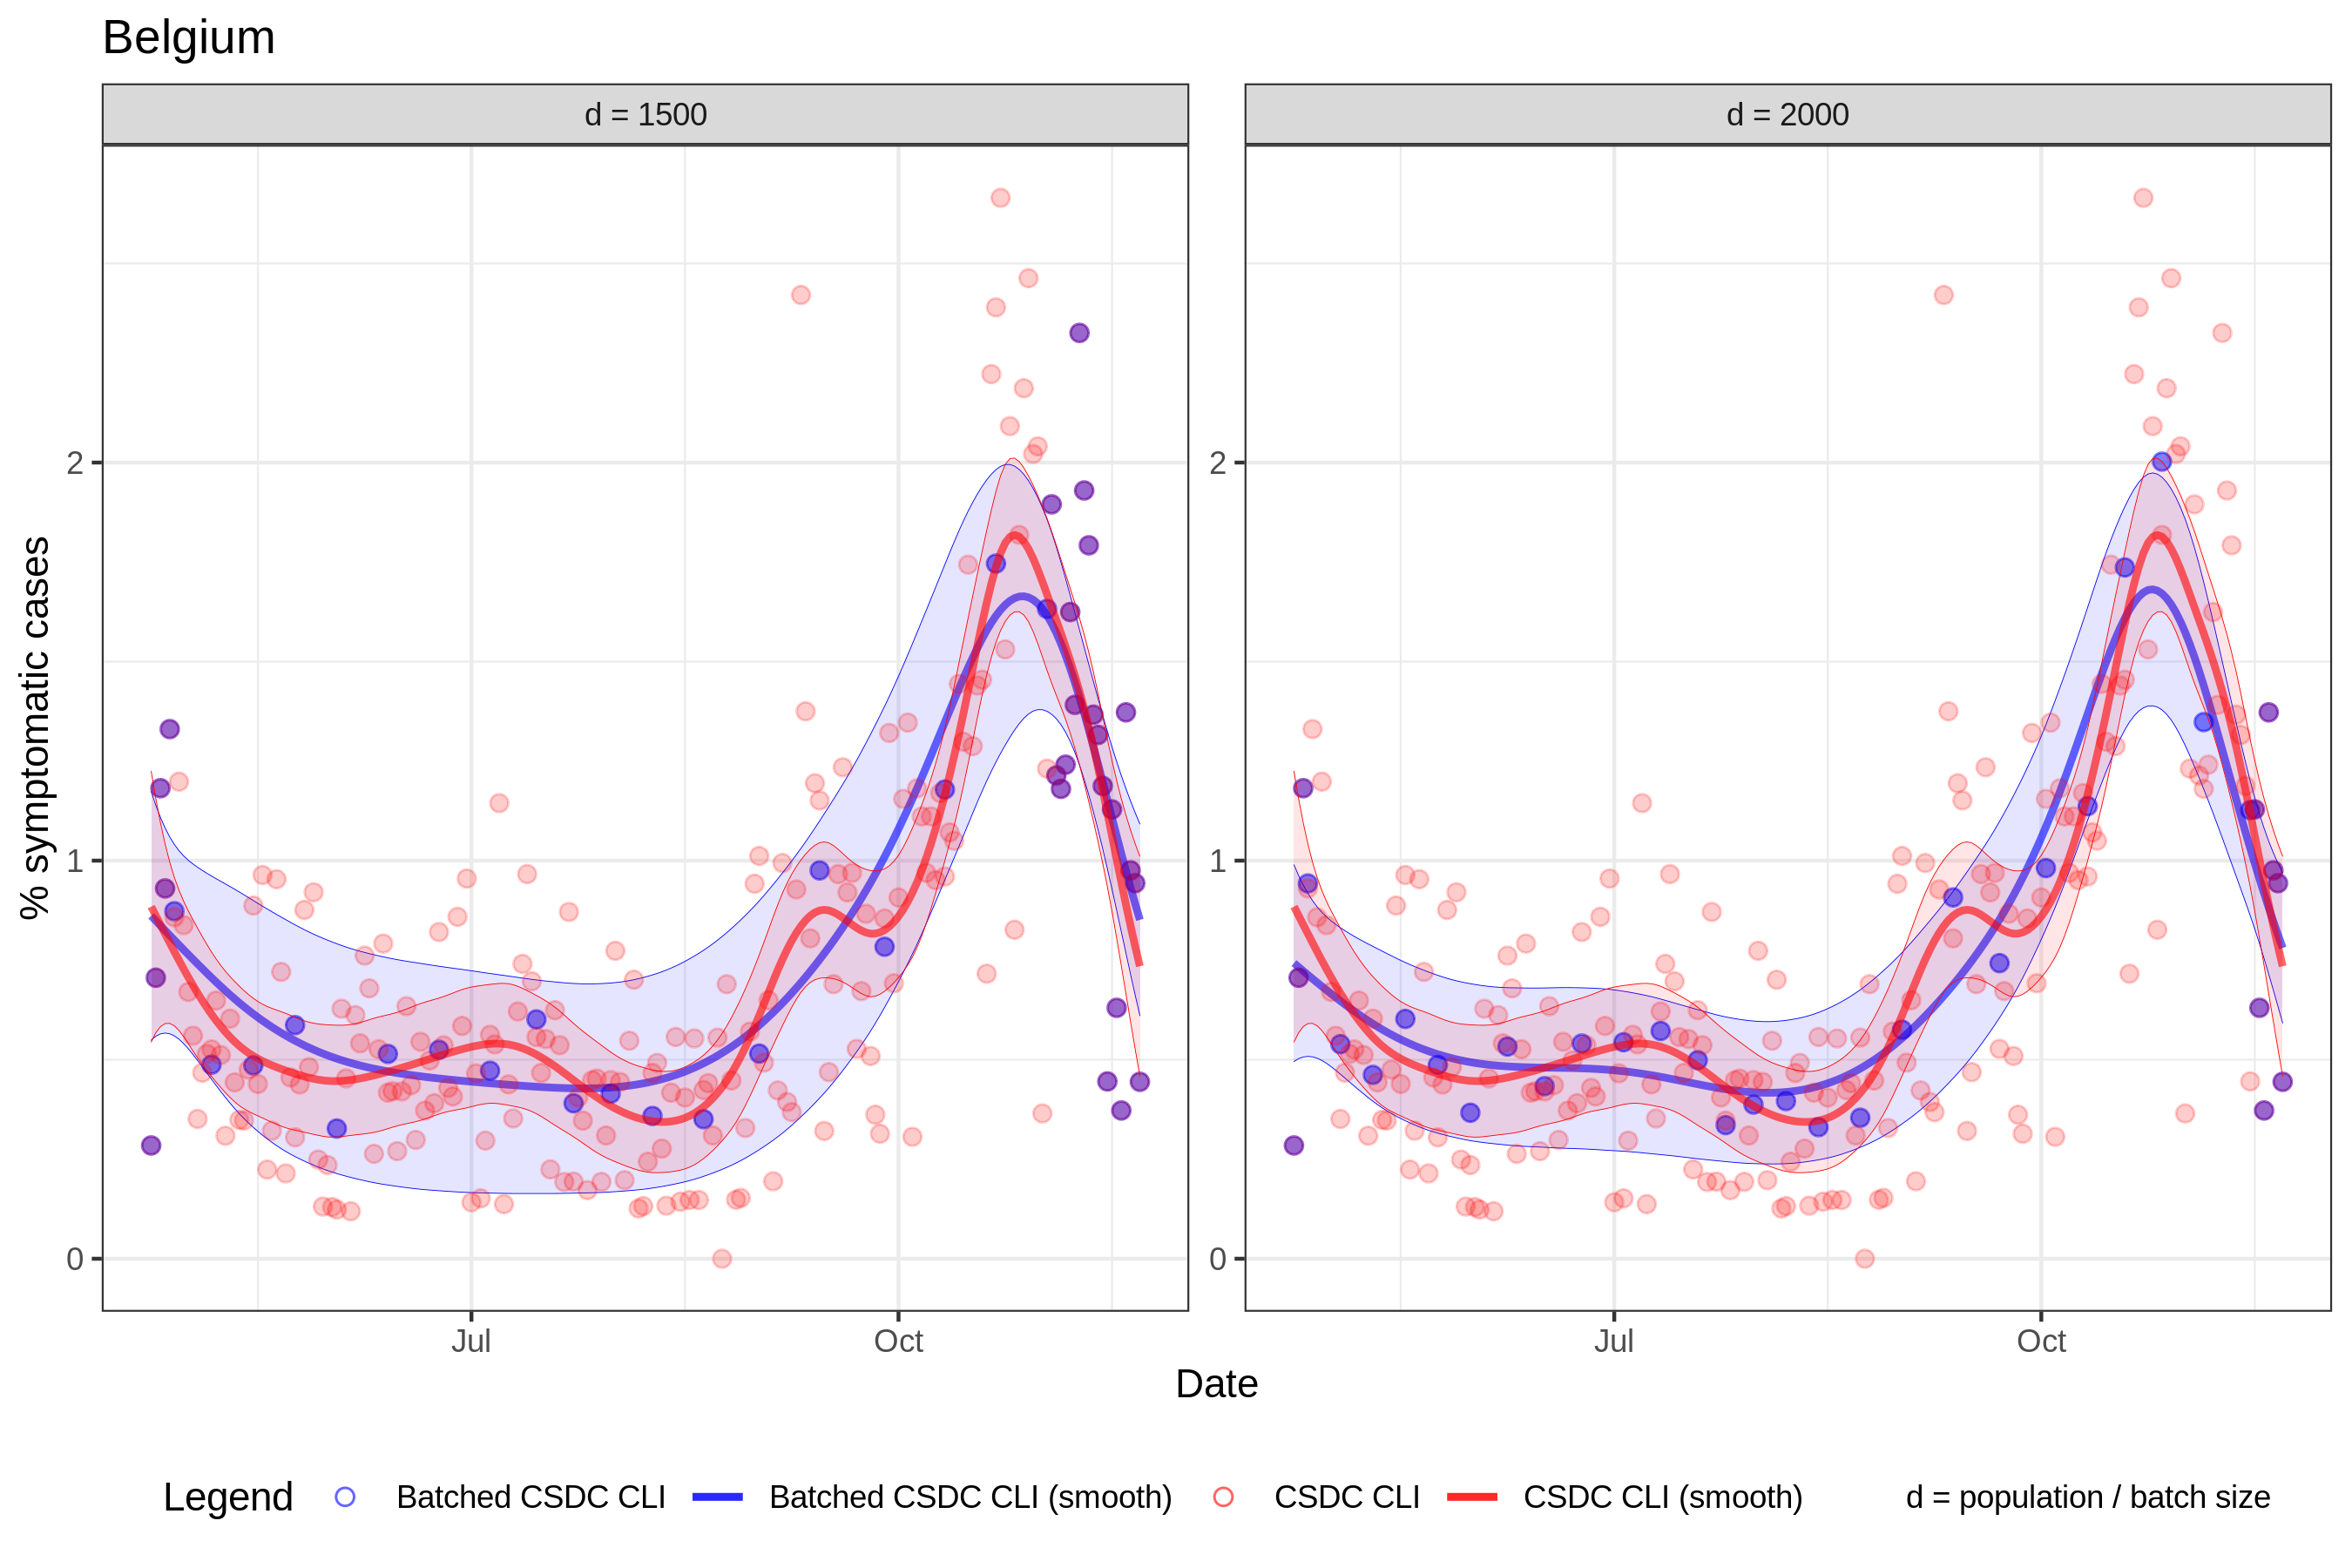 Belgium
d = 1500
d = 2000
% symptomatic cases
2
1
0
2
1
0
Jul
Oct
Jul
Oct
Date
Legend
Batched CSDC CLI
Batched CSDC CLI (smooth)
CSDC CLI
CSDC CLI (smooth)
d = population / batch size